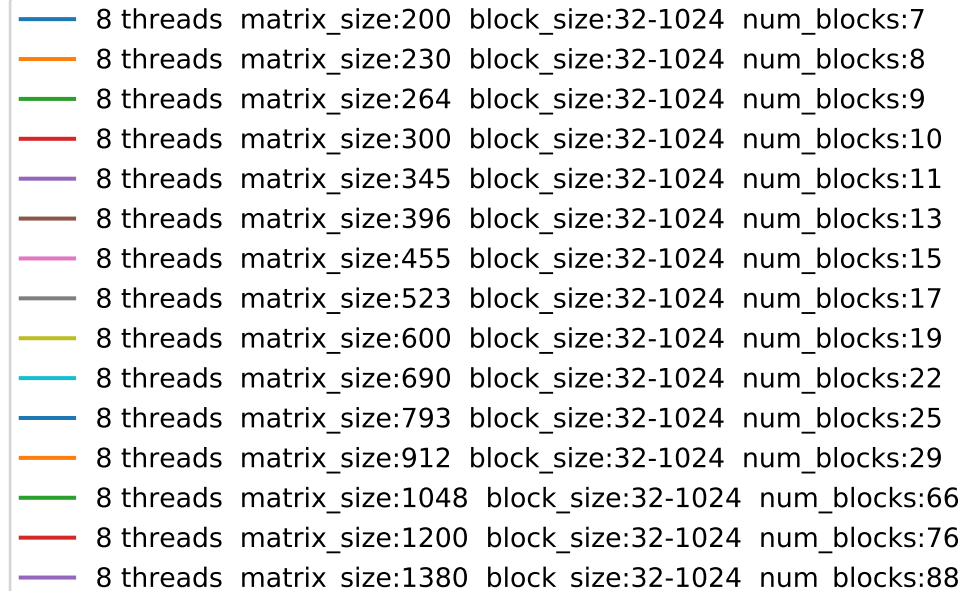 8 threads matrix_size:200 block_size:32-1024 num_blocks:7
8 threads matrix_size:230 block_size:32-1024 num_blocks:8
8 threads matrix_size:264 block_size:32-1024 num_blocks:9
8 threads matrix_size:300 block_size:32-1024 num_blocks:10
8 threads matrix_size:345 block_size:32-1024 num_blocks:11
8 threads matrix_size:396 block_size:32-1024 num_blocks:13
8 threads matrix_size:455 block_size:32-1024 num_blocks:15
8 threads matrix_size:523 block_size:32-1024 num_blocks:17
8 threads matrix_size:600 block_size:32-1024 num_blocks:19
8 threads matrix_size:690 block_size:32-1024 num_blocks:22
8 threads matrix_size:793 block_size:32-1024 num_blocks:25
8 threads matrix_size:912 block_size:32-1024 num_blocks:29
8 threads matrix_size:1048 block_size:32-1024 num_blocks:66
8 threads matrix_size:1200 block_size:32-1024 num_blocks:76
8 threads matrix_size:1380 block_size:32-1024 num_blocks:88